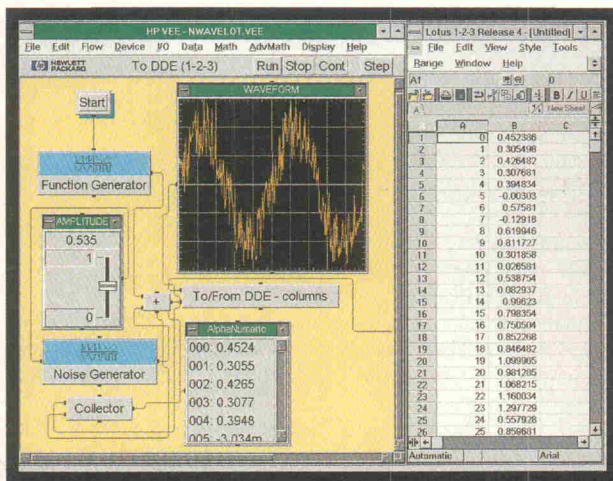 HP VEE - NWAVELOT.VEE
File Edit Flow Device I/O Data Math AdvMath Display Help
HEWLETT PACKARD To DDE (1-2-3) Run Stop Cont Step
Start
Function Generator
AMPLITUDE
0.535
1
0
Noise Generator
Collector
WAVEFORM
+
To/From DDE - columns
AlphaNumeric
000: 0.4524
001: 0.3055
002: 0.4265
003: 0.3077
004: 0.3948
005: -3.034m
Lotus 1-2-3 Release 4 - [Untitled]
File Edit View Style Tools
Range Window Help
A1 0
B I U
A New Sheet
A B C
1 0 0.452386
2 1 0.305498
3 2 0.426482
4 3 0.307681
5 4 0.394834
6 5 -0.00303
7 6 0.57581
8 7 -0.12918
9 8 0.619946
10 9 0.811727
11 10 0.301858
12 11 0.026581
13 12 0.538754
14 13 0.082937
15 14 0.99623
16 15 0.798354
17 16 0.750504
18 17 0.852268
19 18 0.846482
20 19 1.099965
21 20 0.981285
22 21 1.068215
23 22 1.160034
24 23 1.297729
25 24 0.557928
26 25 0.859681
Automatic Arial